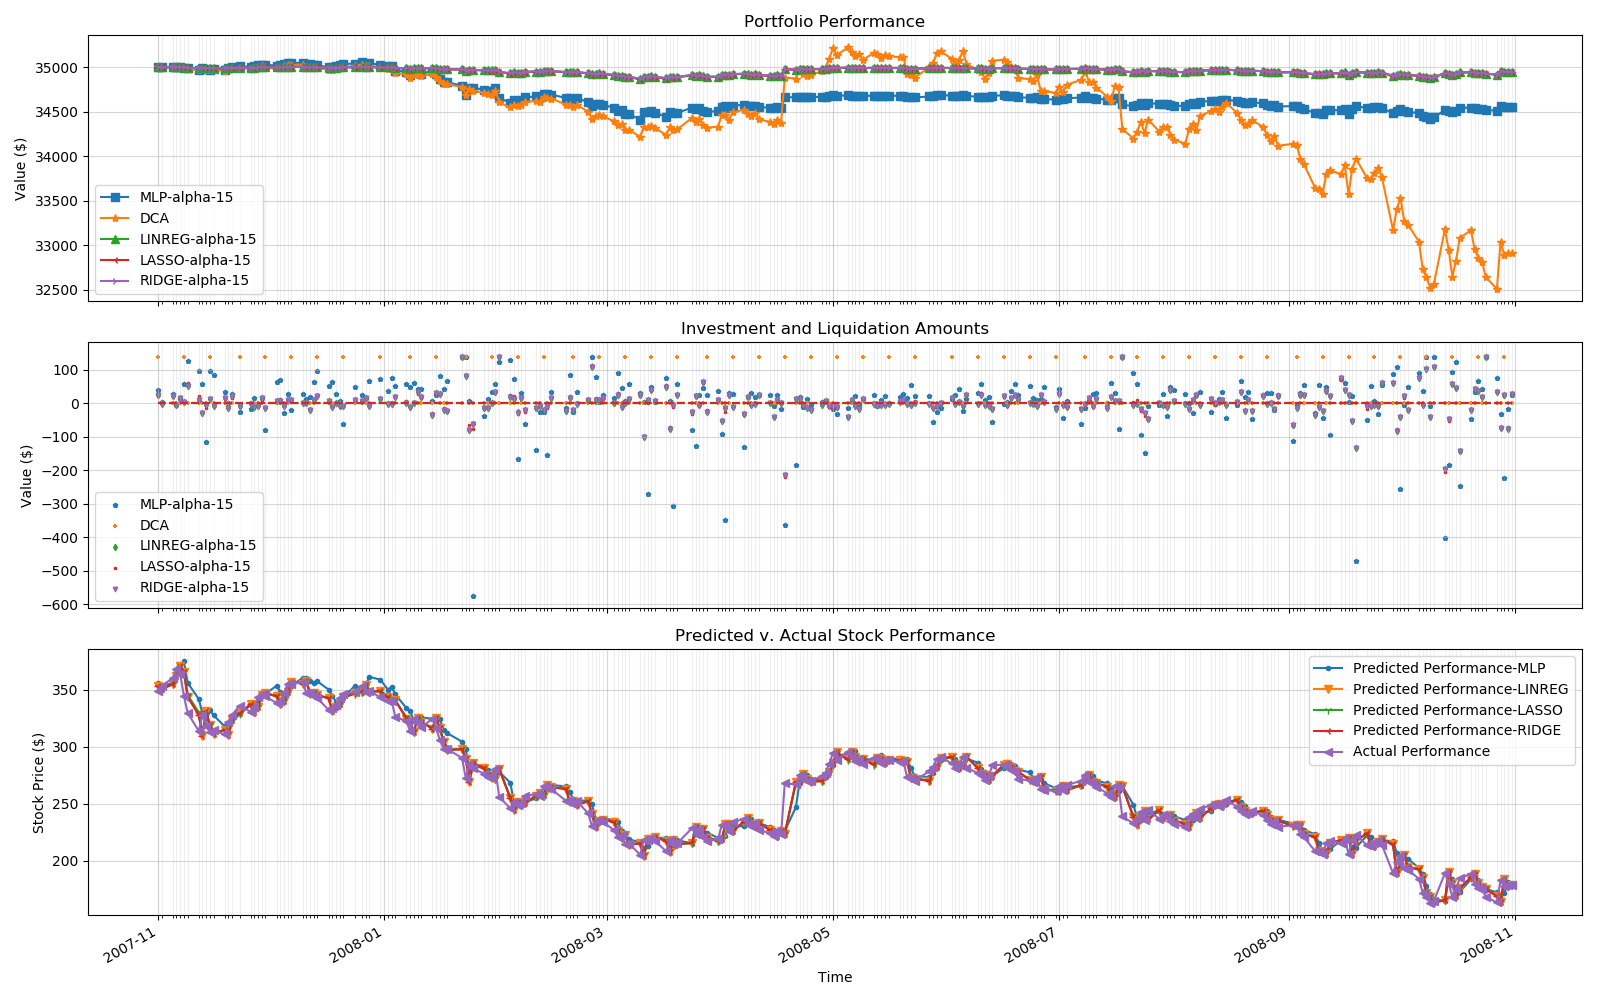 Portfolio Performance
35000
34500
34000
33500
33000
32500
Value ($)
MLP-alpha-15
DCA
LINREG-alpha-15
LASSO-alpha-15
RIDGE-alpha-15
Investment and Liquidation Amounts
100
0
−100
−200
−300
−400
−500
−600
Value ($)
MLP-alpha-15
DCA
LINREG-alpha-15
LASSO-alpha-15
RIDGE-alpha-15
Predicted v. Actual Stock Performance
350
300
250
200
Stock Price ($)
Predicted Performance-MLP
Predicted Performance-LINREG
Predicted Performance-LASSO
Predicted Performance-RIDGE
Actual Performance
2007-11
2008-01
2008-03
2008-05
2008-07
2008-09
2008-11
Time